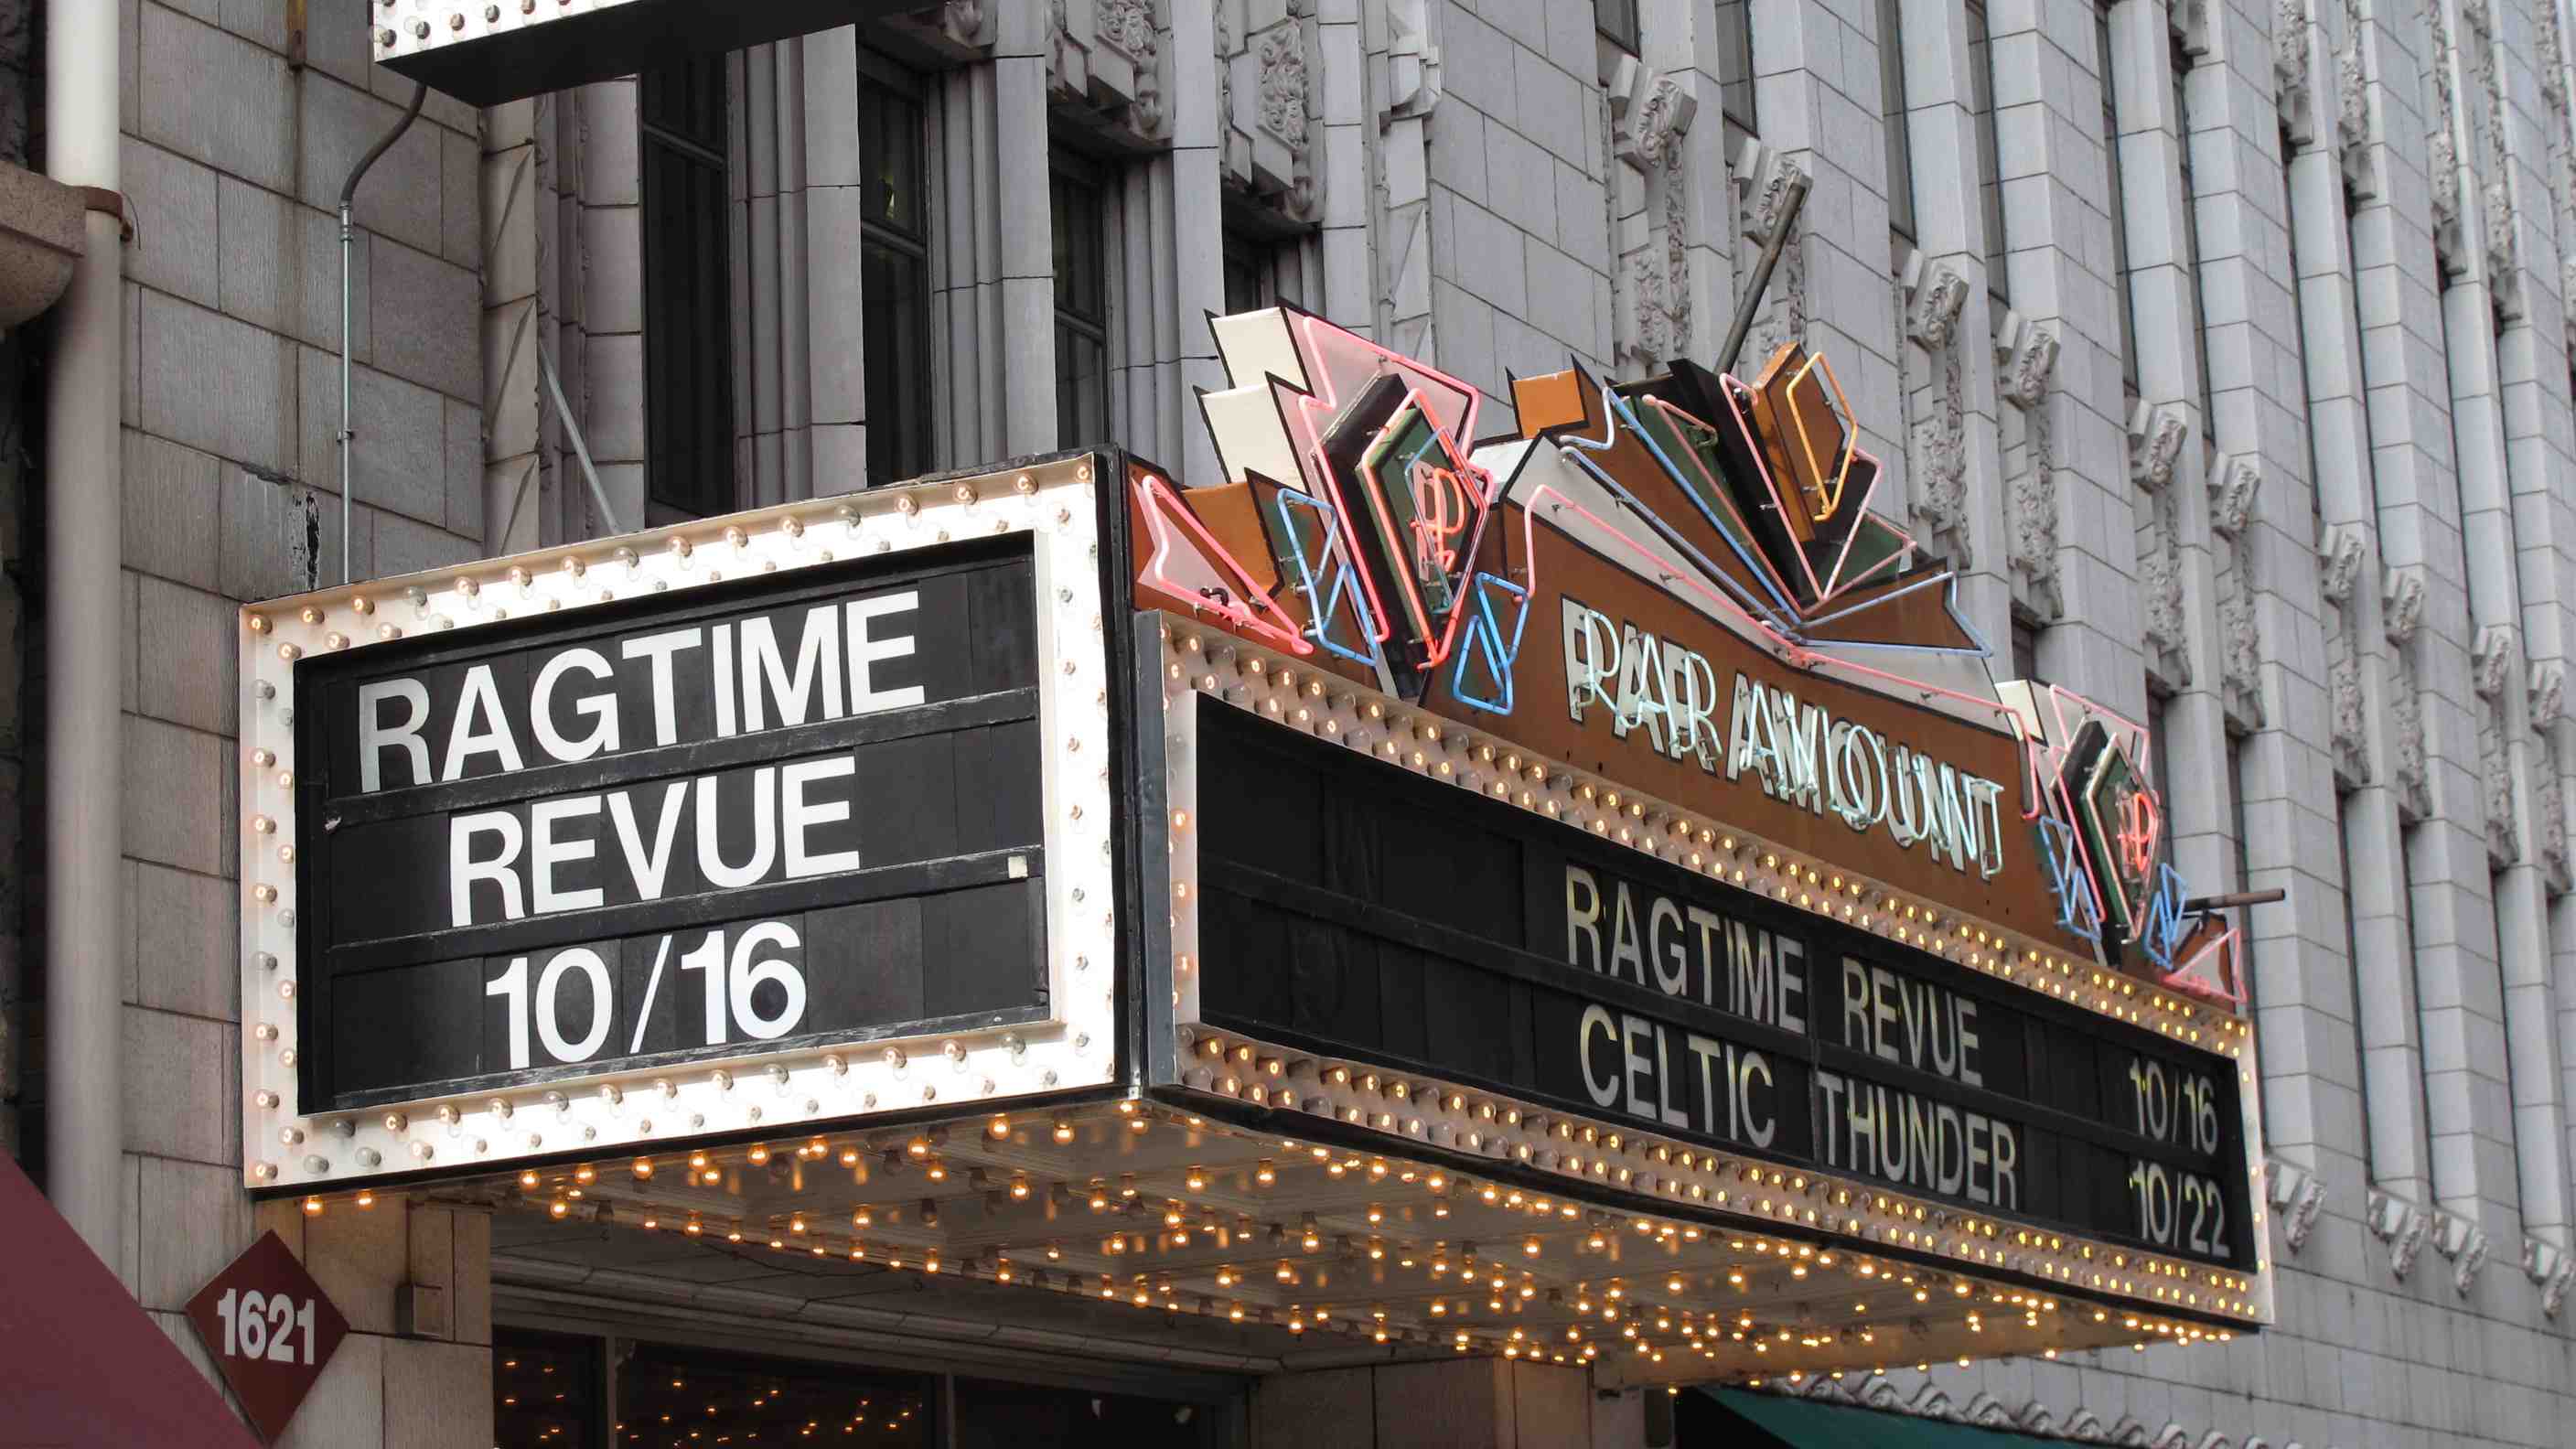 RAGTIME
REVUE
10/16
PARAMOUNT
RAGTIME REVUE 10/16
CELTIC THUNDER 10/22
1621